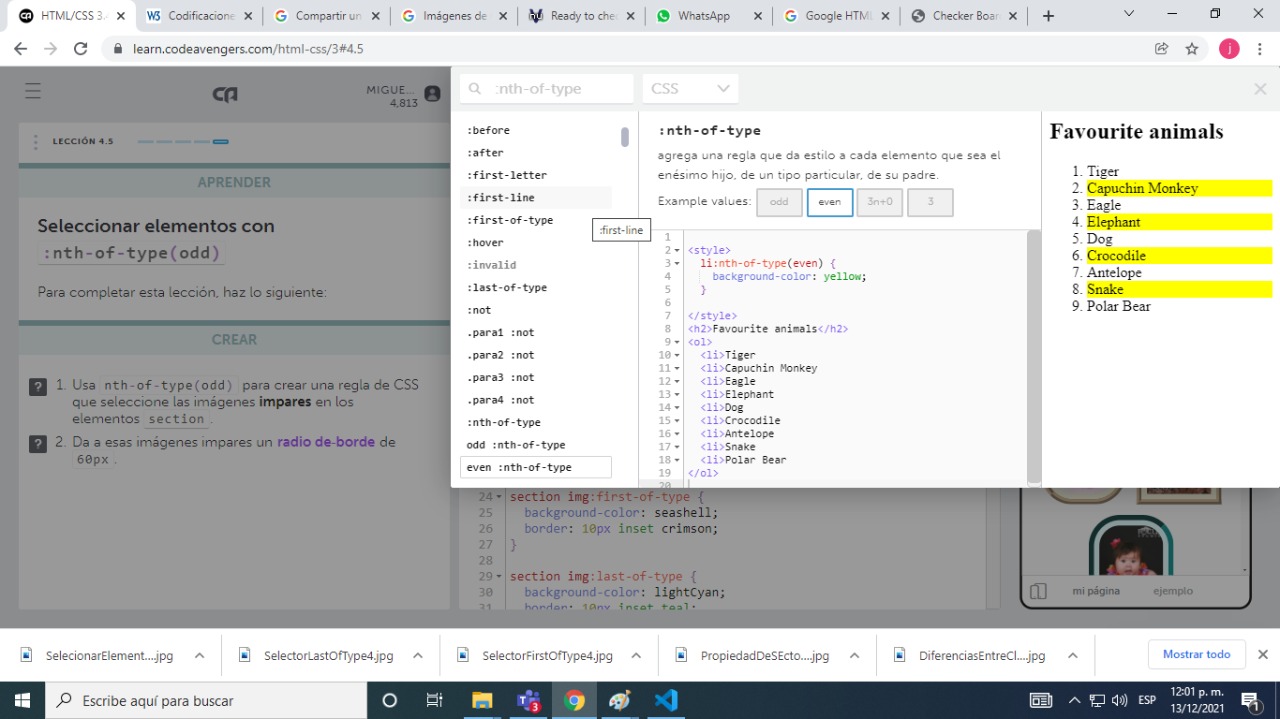 HTML/CSS 3.
Codificacione
Compartir un
Imágenes de
Ready to che
WhatsApp
Google HTML
Checker Boar
learn.codeavengers.com/html-css/3#4.5
j
MIGUE...
4,813
LECCIÓN 4.5
APRENDER
Seleccionar elementos con
:nth-of-type(odd)
Para completar esta lección, haz lo siguiente:
CREAR
? 1. Usa nth-of-type(odd) para crear una regla de CSS
que seleccione las imágenes impares en los
elementos section.
? 2. Da a esas imágenes impares un radio de-borde de
60px.
:nth-of-type
CSS
:before
:after
:first-letter
:first-line
:first-of-type
:hover
:invalid
:last-of-type
:not
.para1 :not
.para2 :not
.para3 :not
.para4 :not
:nth-of-type
odd :nth-of-type
even :nth-of-type
:first-line
:nth-of-type
agrega una regla que da estilo a cada elemento que sea el
enésimo hijo, de un tipo particular, de su padre.
Example values: odd even 3n+0 3
1
2 <style>
3 li:nth-of-type(even) {
4 background-color: yellow;
5 }
6
7 </style>
8 <h2>Favourite animals</h2>
9 <ol>
10 <li>Tiger
11 <li>Capuchin Monkey
12 <li>Eagle
13 <li>Elephant
14 <li>Dog
15 <li>Crocodile
16 <li>Antelope
17 <li>Snake
18 <li>Polar Bear
19 </ol>
20
Favourite animals
1. Tiger
2. Capuchin Monkey
3. Eagle
4. Elephant
5. Dog
6. Crocodile
7. Antelope
8. Snake
9. Polar Bear
24 section img:first-of-type {
25 background-color: seashell;
26 border: 10px inset crimson;
27 }
28
29 section img:last-of-type {
30 background-color: lightCyan;
31 border: 10px inset teal;
mi página
ejemplo
SelecionarElement....jpg
SelectorLastOfType4.jpg
SelectorFirstOfType4.jpg
PropiedadDeSEcto....jpg
DiferenciasEntreCl....jpg
Mostrar todo
Escribe aquí para buscar
3
ESP
12:01 p. m.
13/12/2021
1